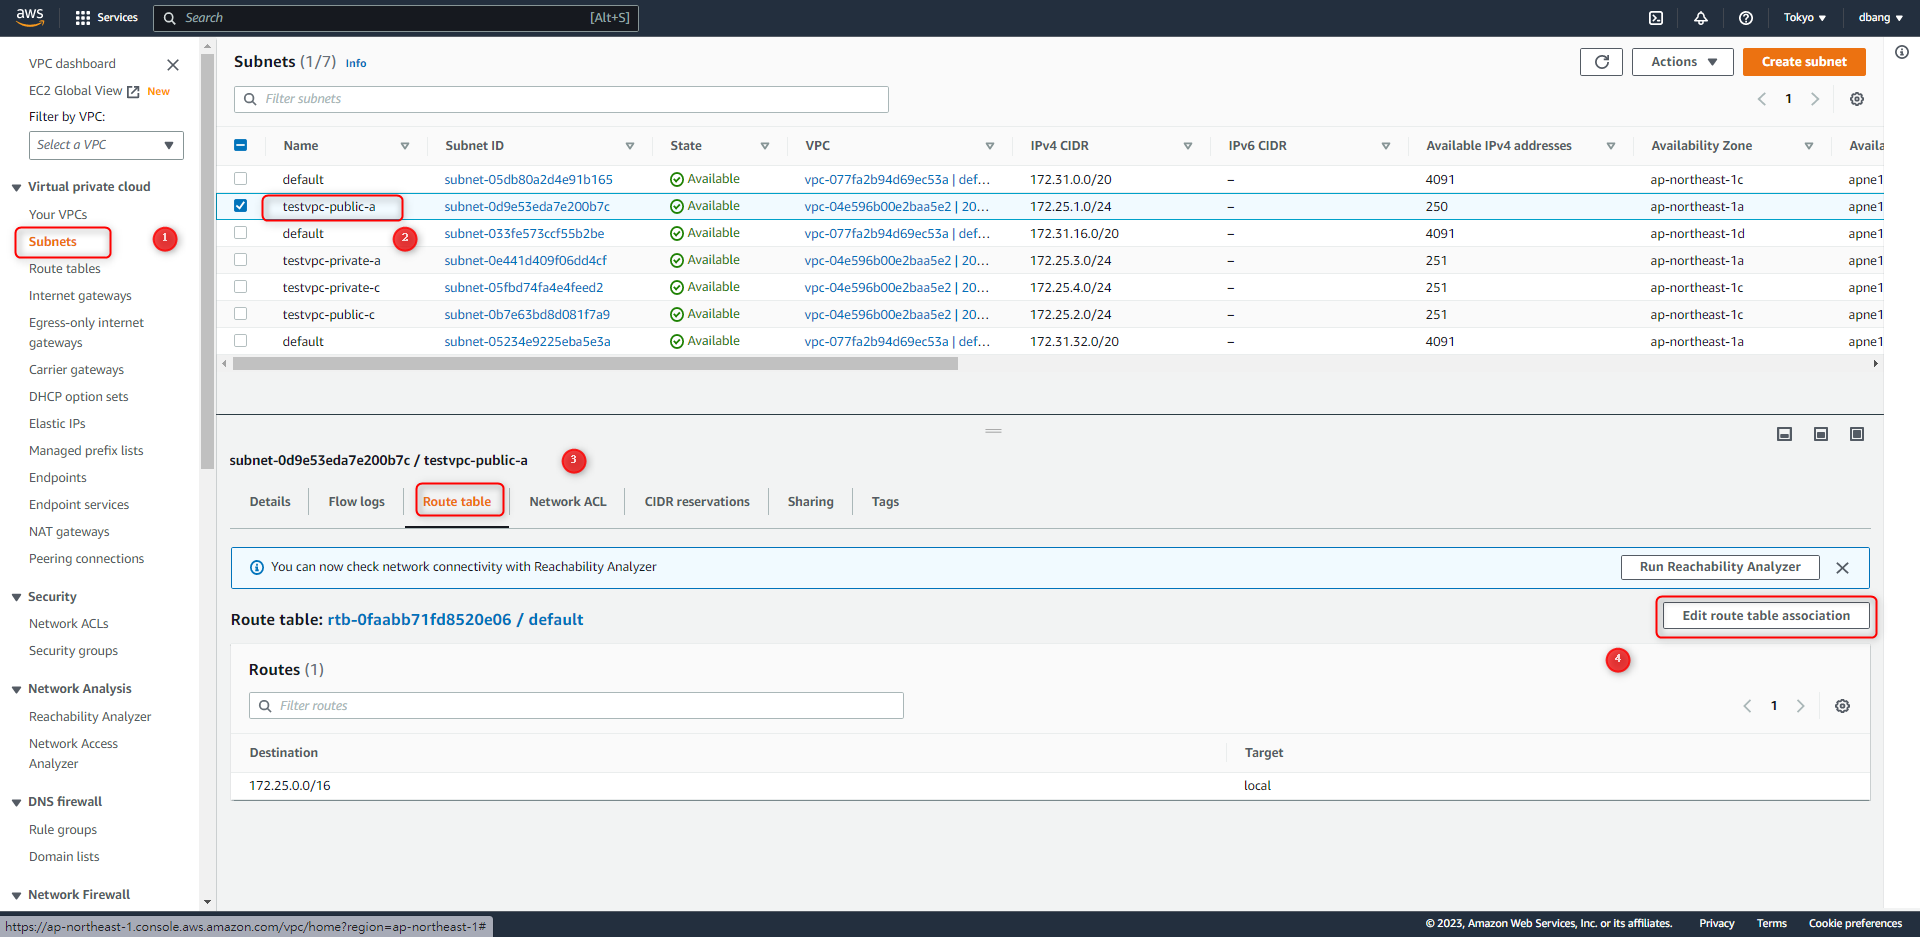 aws
Services
Search
[Alt+S]
Tokyo
dbang
VPC dashboard
EC2 Global View
New
Filter by VPC:
Select a VPC
Virtual private cloud
Your VPCs
Subnets
1
Route tables
Internet gateways
Egress-only internet
gateways
Carrier gateways
DHCP option sets
Elastic IPs
Managed prefix lists
Endpoints
Endpoint services
NAT gateways
Peering connections
Security
Network ACLs
Security groups
Network Analysis
Reachability Analyzer
Network Access
Analyzer
DNS firewall
Rule groups
Domain lists
Network Firewall
Subnets (1/7) Info
Actions
Create subnet
Filter subnets
1
Name Subnet ID State VPC IPv4 CIDR IPv6 CIDR Available IPv4 addresses Availability Zone Availa
default subnet-05db80a2d4e91b165 Available vpc-077fa2b94d69ec53a | def... 172.31.0.0/20 – 4091 ap-northeast-1c apne1
testvpc-public-a subnet-0d9e53eda7e200b7c Available vpc-04e596b00e2baa5e2 | 20... 172.25.1.0/24 – 250 ap-northeast-1a apne1
2
default subnet-033fe573ccf55b2be Available vpc-077fa2b94d69ec53a | def... 172.31.16.0/20 – 4091 ap-northeast-1d apne1
testvpc-private-a subnet-0e441d409f06dd4cf Available vpc-04e596b00e2baa5e2 | 20... 172.25.3.0/24 – 251 ap-northeast-1a apne1
testvpc-private-c subnet-05fbd74fa4e4feed2 Available vpc-04e596b00e2baa5e2 | 20... 172.25.4.0/24 – 251 ap-northeast-1c apne1
testvpc-public-c subnet-0b7e63bd8d081f7a9 Available vpc-04e596b00e2baa5e2 | 20... 172.25.2.0/24 – 251 ap-northeast-1c apne1
default subnet-05234e9225eba5e3a Available vpc-077fa2b94d69ec53a | def... 172.31.32.0/20 – 4091 ap-northeast-1a apne1
subnet-0d9e53eda7e200b7c / testvpc-public-a
3
Details
Flow logs
Route table
Network ACL
CIDR reservations
Sharing
Tags
You can now check network connectivity with Reachability Analyzer
Run Reachability Analyzer
Route table: rtb-0faabb71fd8520e06 / default
Edit route table association
4
Routes (1)
Filter routes
1
Destination Target
172.25.0.0/16 local
https://ap-northeast-1.console.aws.amazon.com/vpc/home?region=ap-northeast-1#
© 2023, Amazon Web Services, Inc. or its affiliates. Privacy Terms Cookie preferences